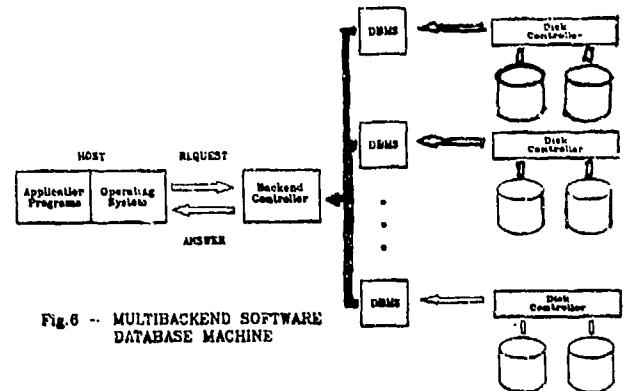 DBMS
Disk
Controller
HOST
REQUEST
DBMS
Disk
Controller
Application
Programs
Operating
System
Backend
Controller
ANSWER
DBMS
Disk
Controller
Fig.6 -- MULTIBACKEND SOFTWARE
DATABASE MACHINE